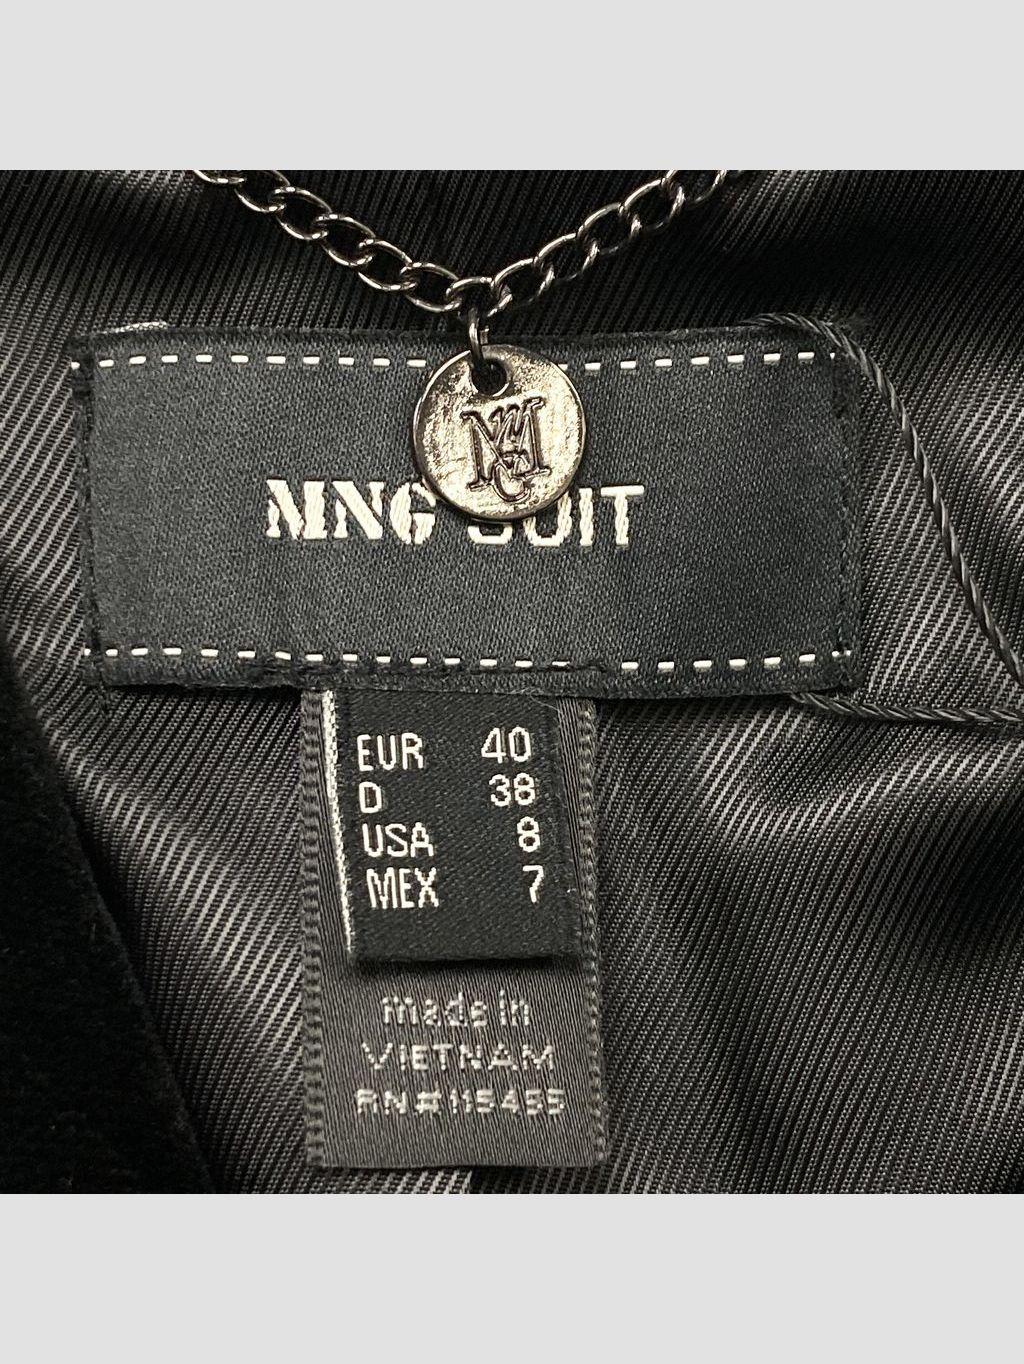 MNG SUIT
EUR 40
D 38
USA 8
MEX 7
made in
VIETNAM
RN#115455